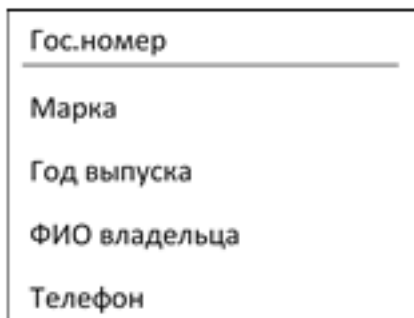 Гос.номер
Марка
Год выпуска
ФИО владельца
Телефон